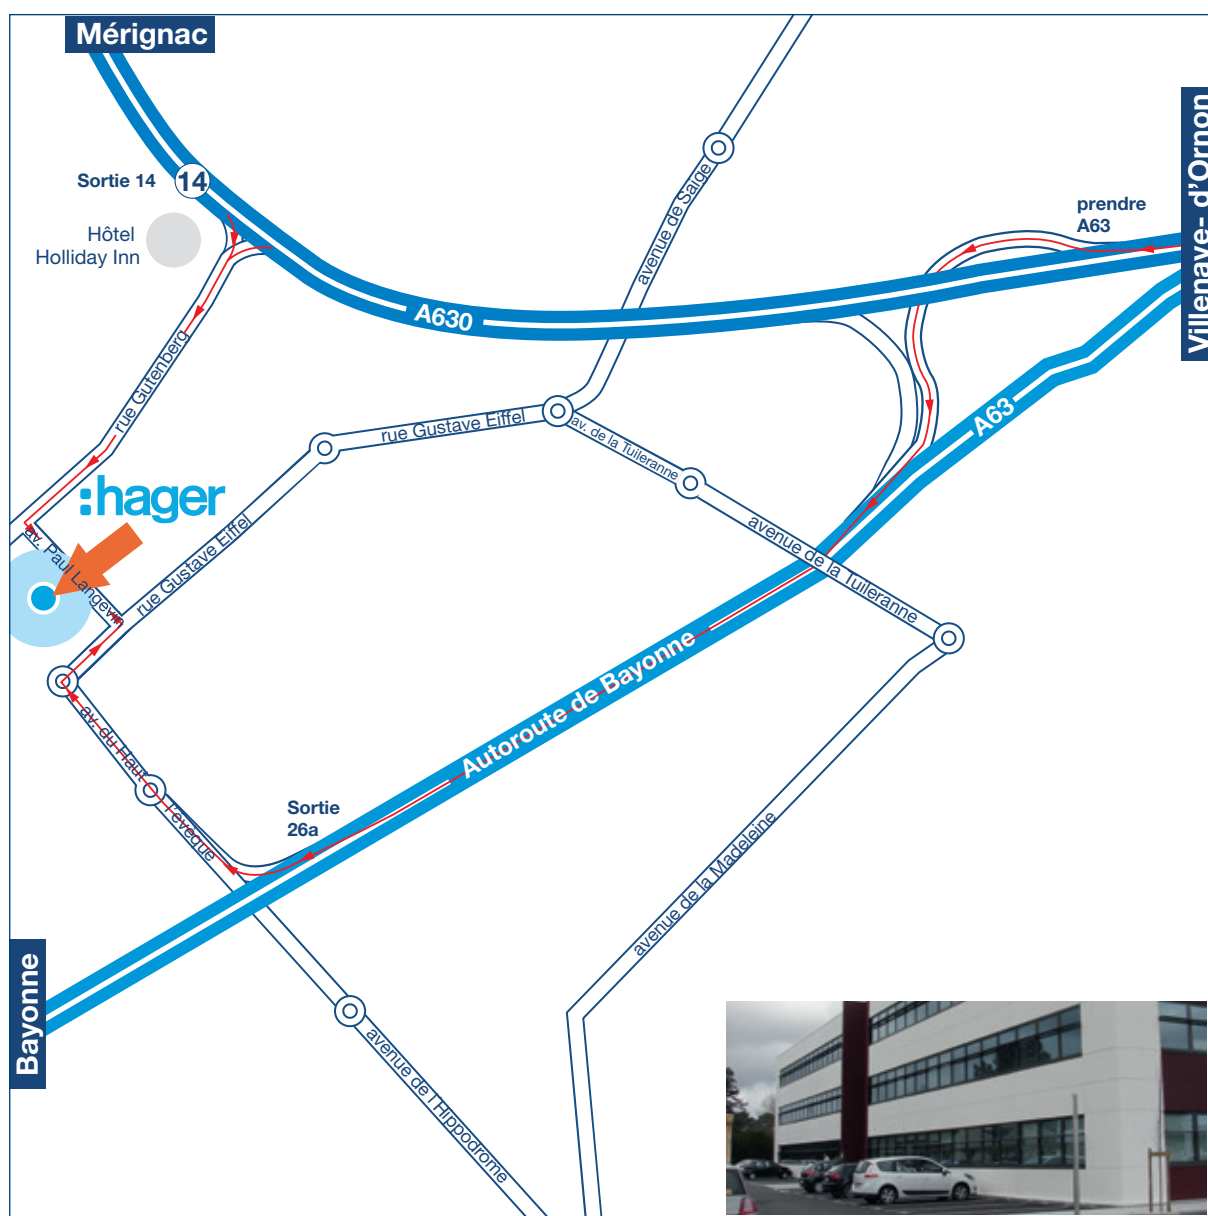 Mérignac
Villenave- d'Ornon
Sortie 14
14
prendre
A63
Hôtel
Holliday Inn
avenue de Saige
A630
rue Gutenberg
A63
rue Gustave Eiffel
av. de la Tuileranne
:hager
rue Gustave Eiffel
avenue de la Tuileranne
av. Paul Langevin
Autoroute de Bayonne
av. du Haut
l'évêque
Sortie
26a
avenue de la Madeleine
Bayonne
avenue de l'Hippodrome